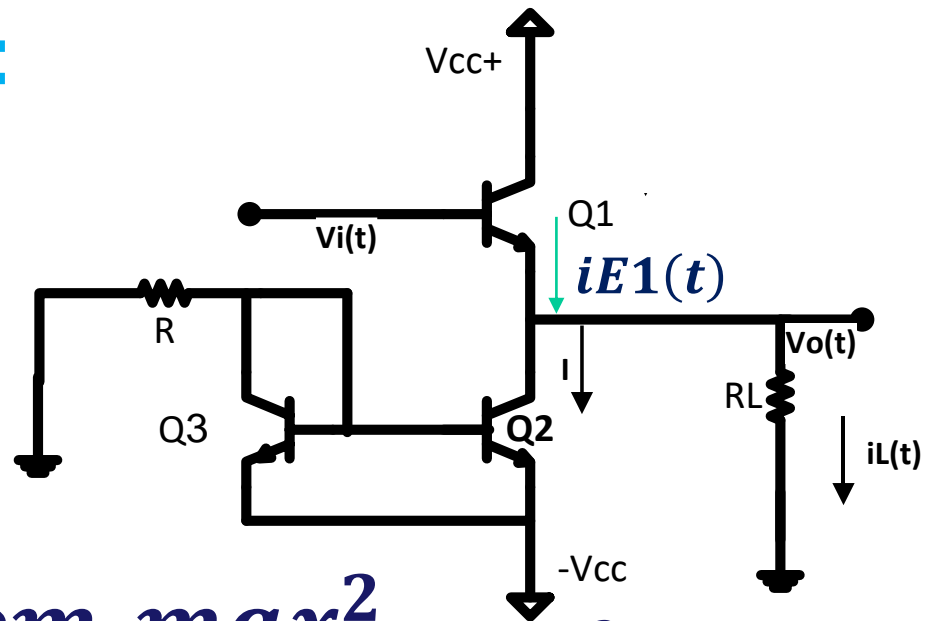 :
Vcc+
Q1
Vi(t)
iE1(t)
R
Vo(t)
I
RL
Q3
Q2
iL(t)
-Vcc